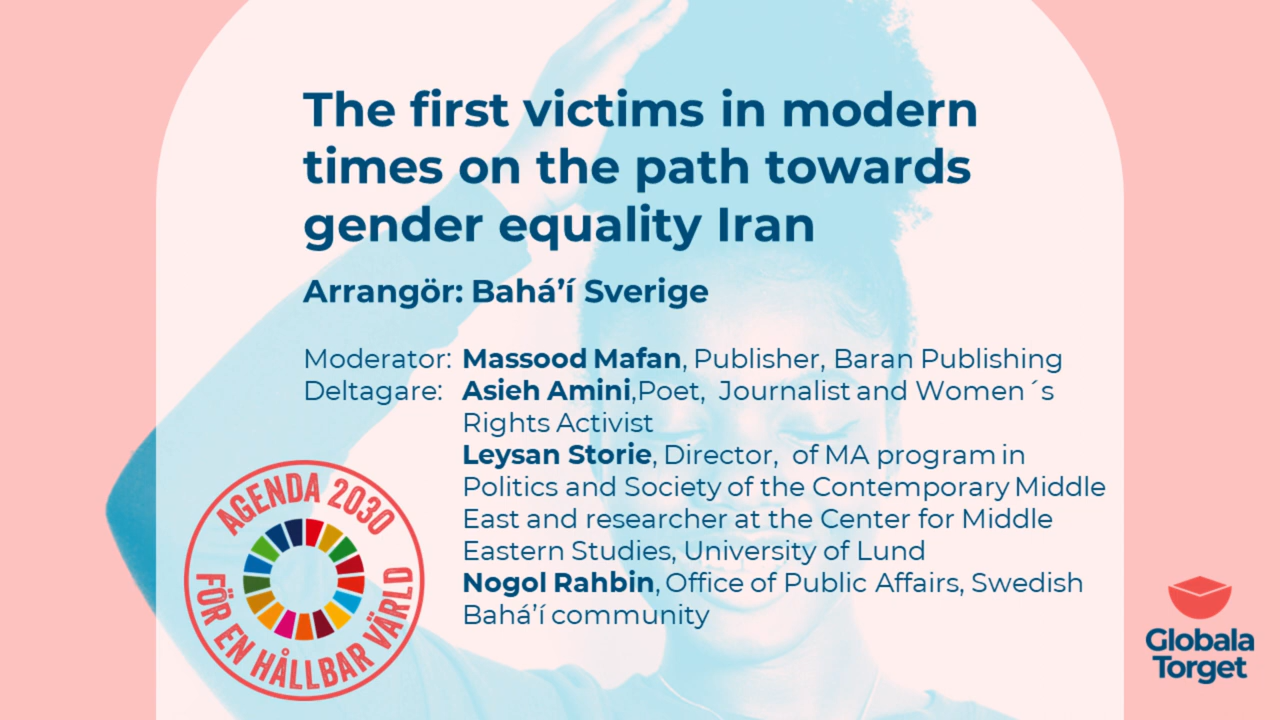 The first victims in modern
times on the path towards
gender equality Iran
Arrangör: Bahá’í Sverige
Moderator: Massood Mafan, Publisher, Baran Publishing
Deltagare: Asieh Amini,Poet, Journalist and Women´s
Rights Activist
Leysan Storie, Director, of MA program in
Politics and Society of the Contemporary Middle
East and researcher at the Center for Middle
Eastern Studies, University of Lund
Nogol Rahbin, Office of Public Affairs, Swedish
Bahá’í community
AGENDA 2030
FÖR EN HÅLLBAR VÄRLD
Globala
Torget